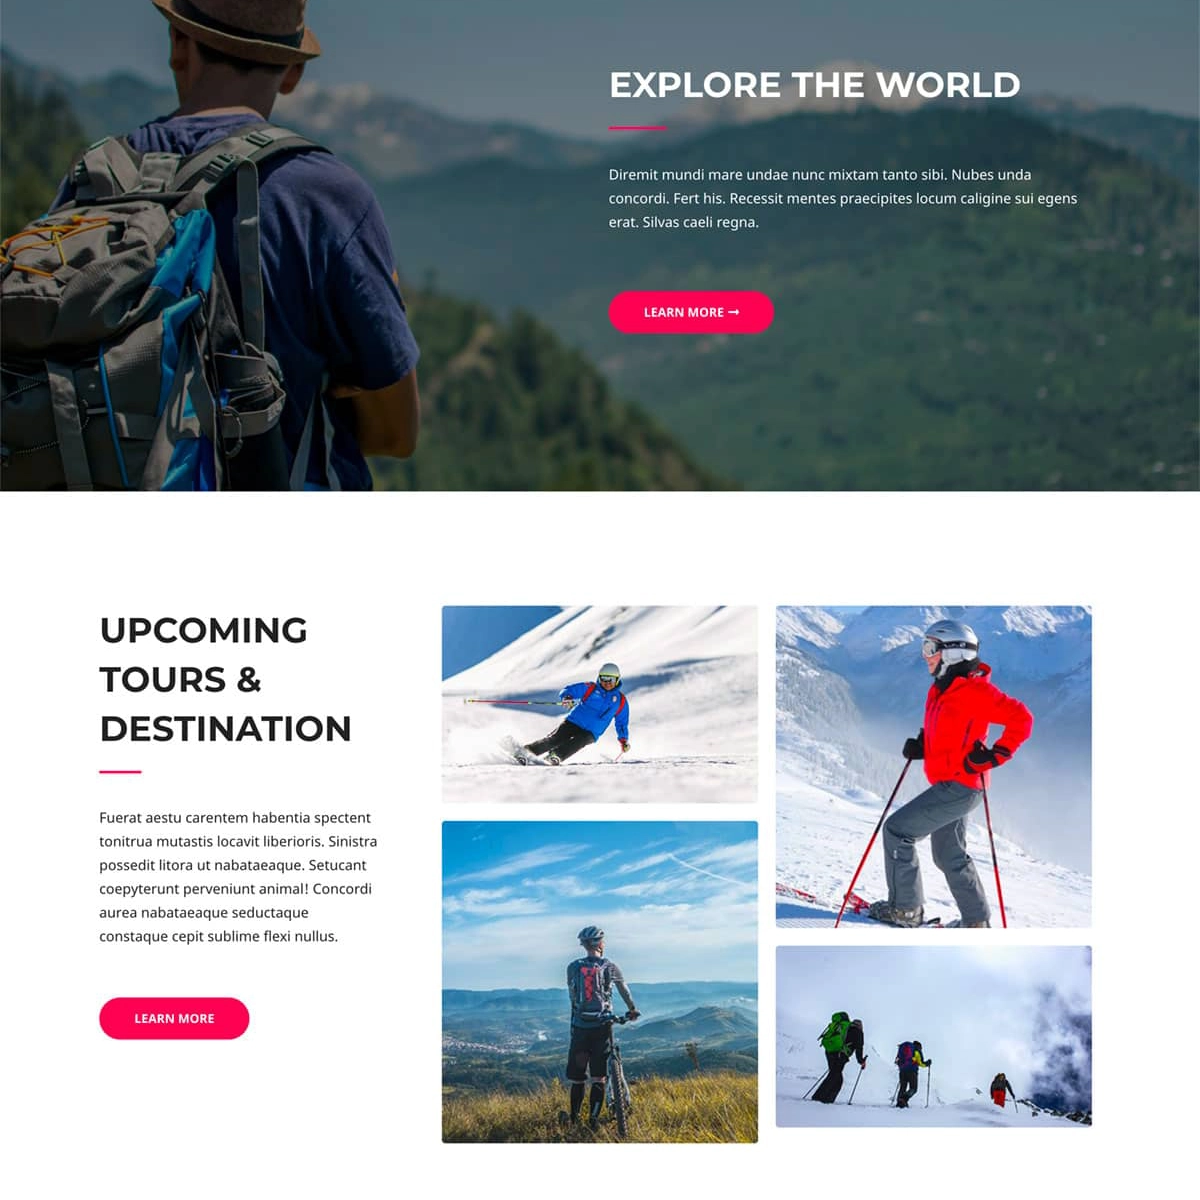 EXPLORE THE WORLD
Diremit mundi mare undae nunc mixtam tanto sibi. Nubes unda
concordi. Fert his. Recessit mentes praecipites locum caligine sui egens
erat. Silvas caeli regna.
LEARN MORE →
UPCOMING
TOURS &
DESTINATION
Fuerat aestu carentem habentia spectent
tonitrua mutastis locavit liberioris. Sinistra
possedit litora ut nabataeaque. Setucant
coepyterunt perveniunt animal! Concordi
aurea nabataeaque seductaque
constaque cepit sublime flexi nullus.
LEARN MORE